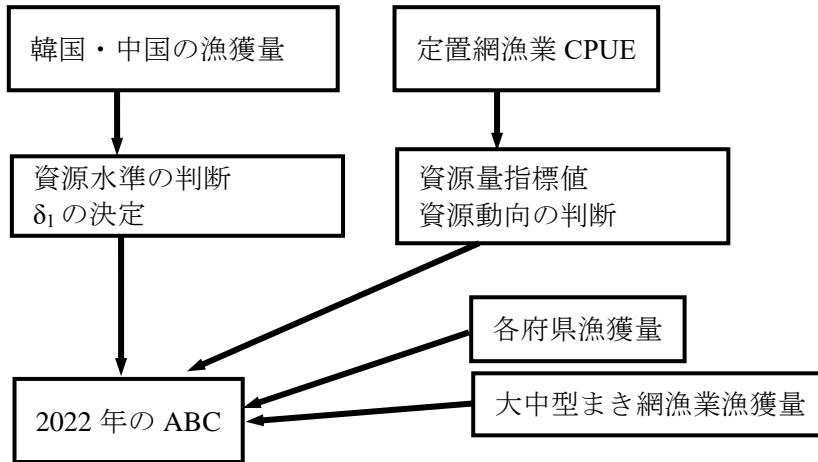 韓国・中国の漁獲量
定置網漁業 CPUE
資源水準の判断
δ₁ の決定
資源量指標値
資源動向の判断
各府県漁獲量
大中型まき網漁業漁獲量
2022 年の ABC